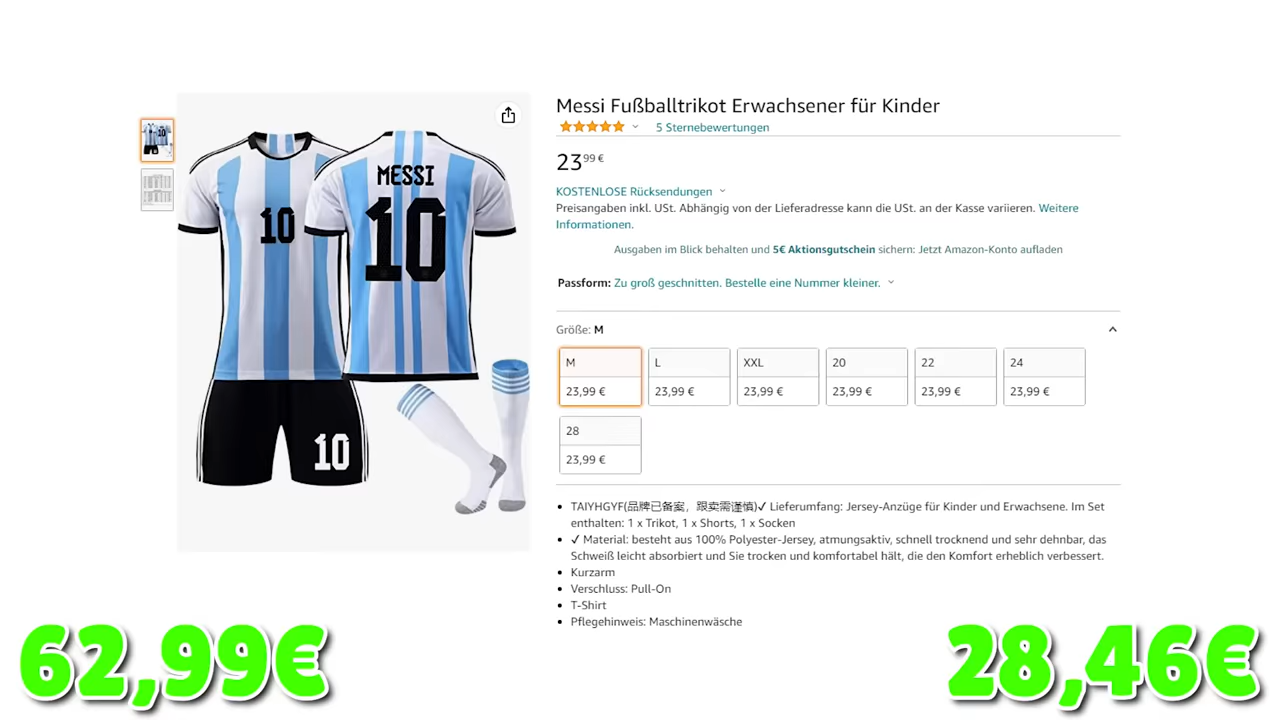 Messi Fußballtrikot Erwachsener für Kinder
5 Sternebewertungen
23 99 €
KOSTENLOSE Rücksendungen
Preisangaben inkl. USt. Abhängig von der Lieferadresse kann die USt. an der Kasse variieren. Weitere
Informationen.
Ausgaben im Blick behalten und 5€ Aktionsgutschein sichern: Jetzt Amazon-Konto aufladen
Passform: Zu groß geschnitten. Bestelle eine Nummer kleiner.
Größe: M
M L XXL 20 22 24
23,99 € 23,99 € 23,99 € 23,99 € 23,99 € 23,99 €
28
23,99 €
TAIYHGYF(品牌已备案，跟卖需谨慎)✓ Lieferumfang: Jersey-Anzüge für Kinder und Erwachsene. Im Set
enthalten: 1 x Trikot, 1 x Shorts, 1 x Socken
✓ Material: besteht aus 100% Polyester-Jersey, atmungsaktiv, schnell trocknend und sehr dehnbar, das
Schweiß leicht absorbiert und Sie trocken und komfortabel hält, die den Komfort erheblich verbessert.
Kurzarm
Verschluss: Pull-On
T-Shirt
Pflegehinweis: Maschinenwäsche
MESSI
10
10
10
62,99€
28,46€